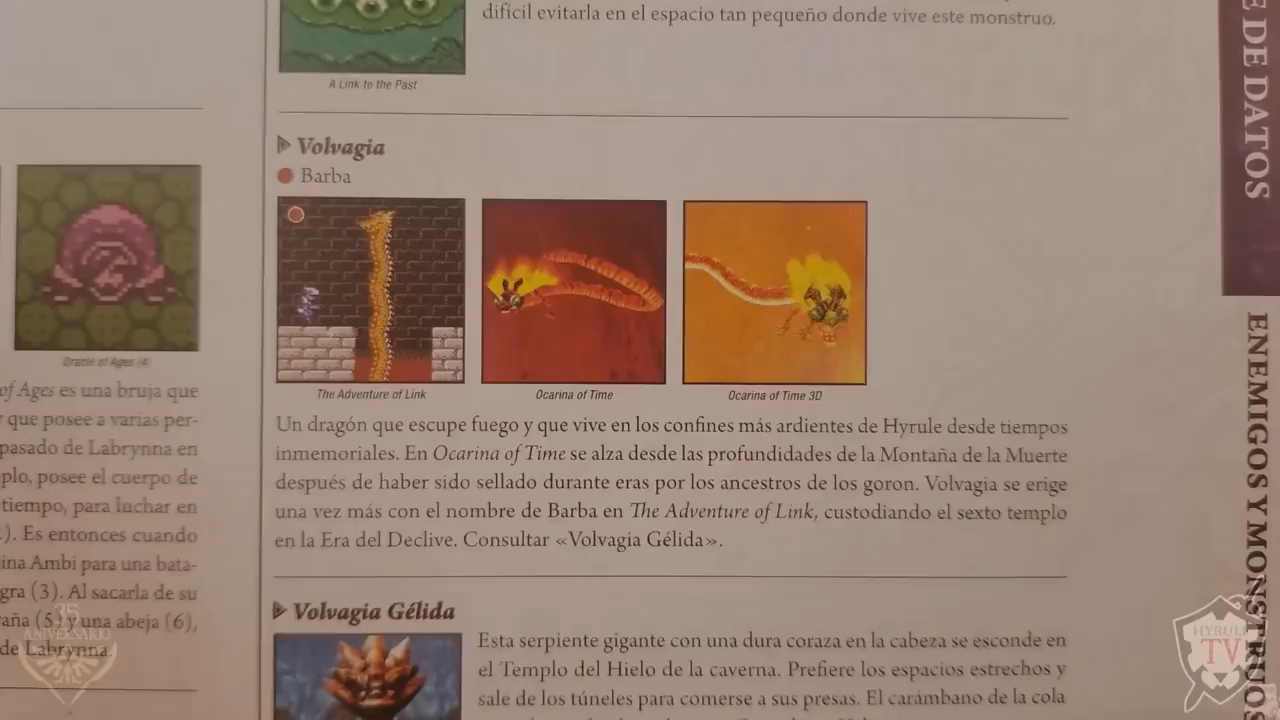 difícil evitarla en el espacio tan pequeño donde vive este monstruo.
A Link to the Past
Volvagia
Barba
The Adventure of Link
Ocarina of Time
Ocarina of Time 3D
Un dragón que escupe fuego y que vive en los confines más ardientes de Hyrule desde tiempos
inmemoriales. En Ocarina of Time se alza desde las profundidades de la Montaña de la Muerte
después de haber sido sellado durante eras por los ancestros de los goron. Volvagia se erige
una vez más con el nombre de Barba en The Adventure of Link, custodiando el sexto templo
en la Era del Declive. Consultar «Volvagia Gélida».
Volvagia Gélida
Esta serpiente gigante con una dura coraza en la cabeza se esconde en
el Templo del Hielo de la caverna. Prefiere los espacios estrechos y
sale de los túneles para comerse a sus presas. El carámbano de la cola
Oracle of Ages (4)
of Ages es una bruja que
que posee a varias per-
pasado de Labrynna en
plo, posee el cuerpo de
tiempo, para luchar en
). Es entonces cuando
ina Ambi para una bata-
gra (3). Al sacarla de su
aña (5) y una abeja (6),
de Labrynna.
E DE DATOS
ENEMIGOS Y MONSTRUOS
35
ANIVERSARIO
HYRULE
TV